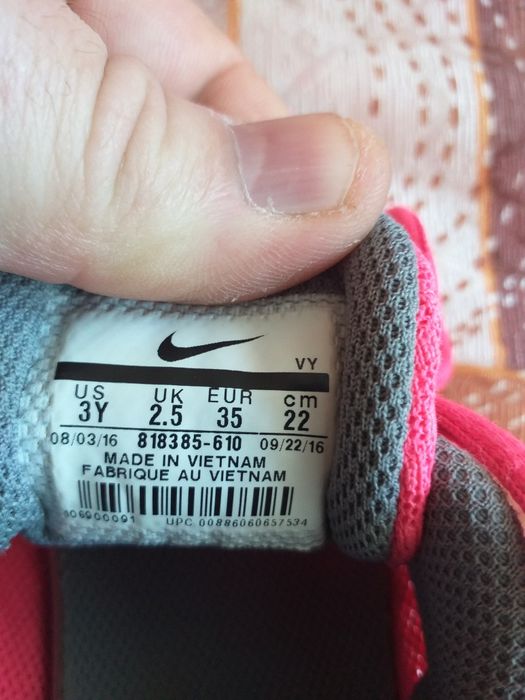 VY
US UK EUR cm
3Y 2.5 35 22
08/03/16 818385-610 09/22/16
MADE IN VIETNAM
FABRIQUE AU VIETNAM
UPC 00886060657534